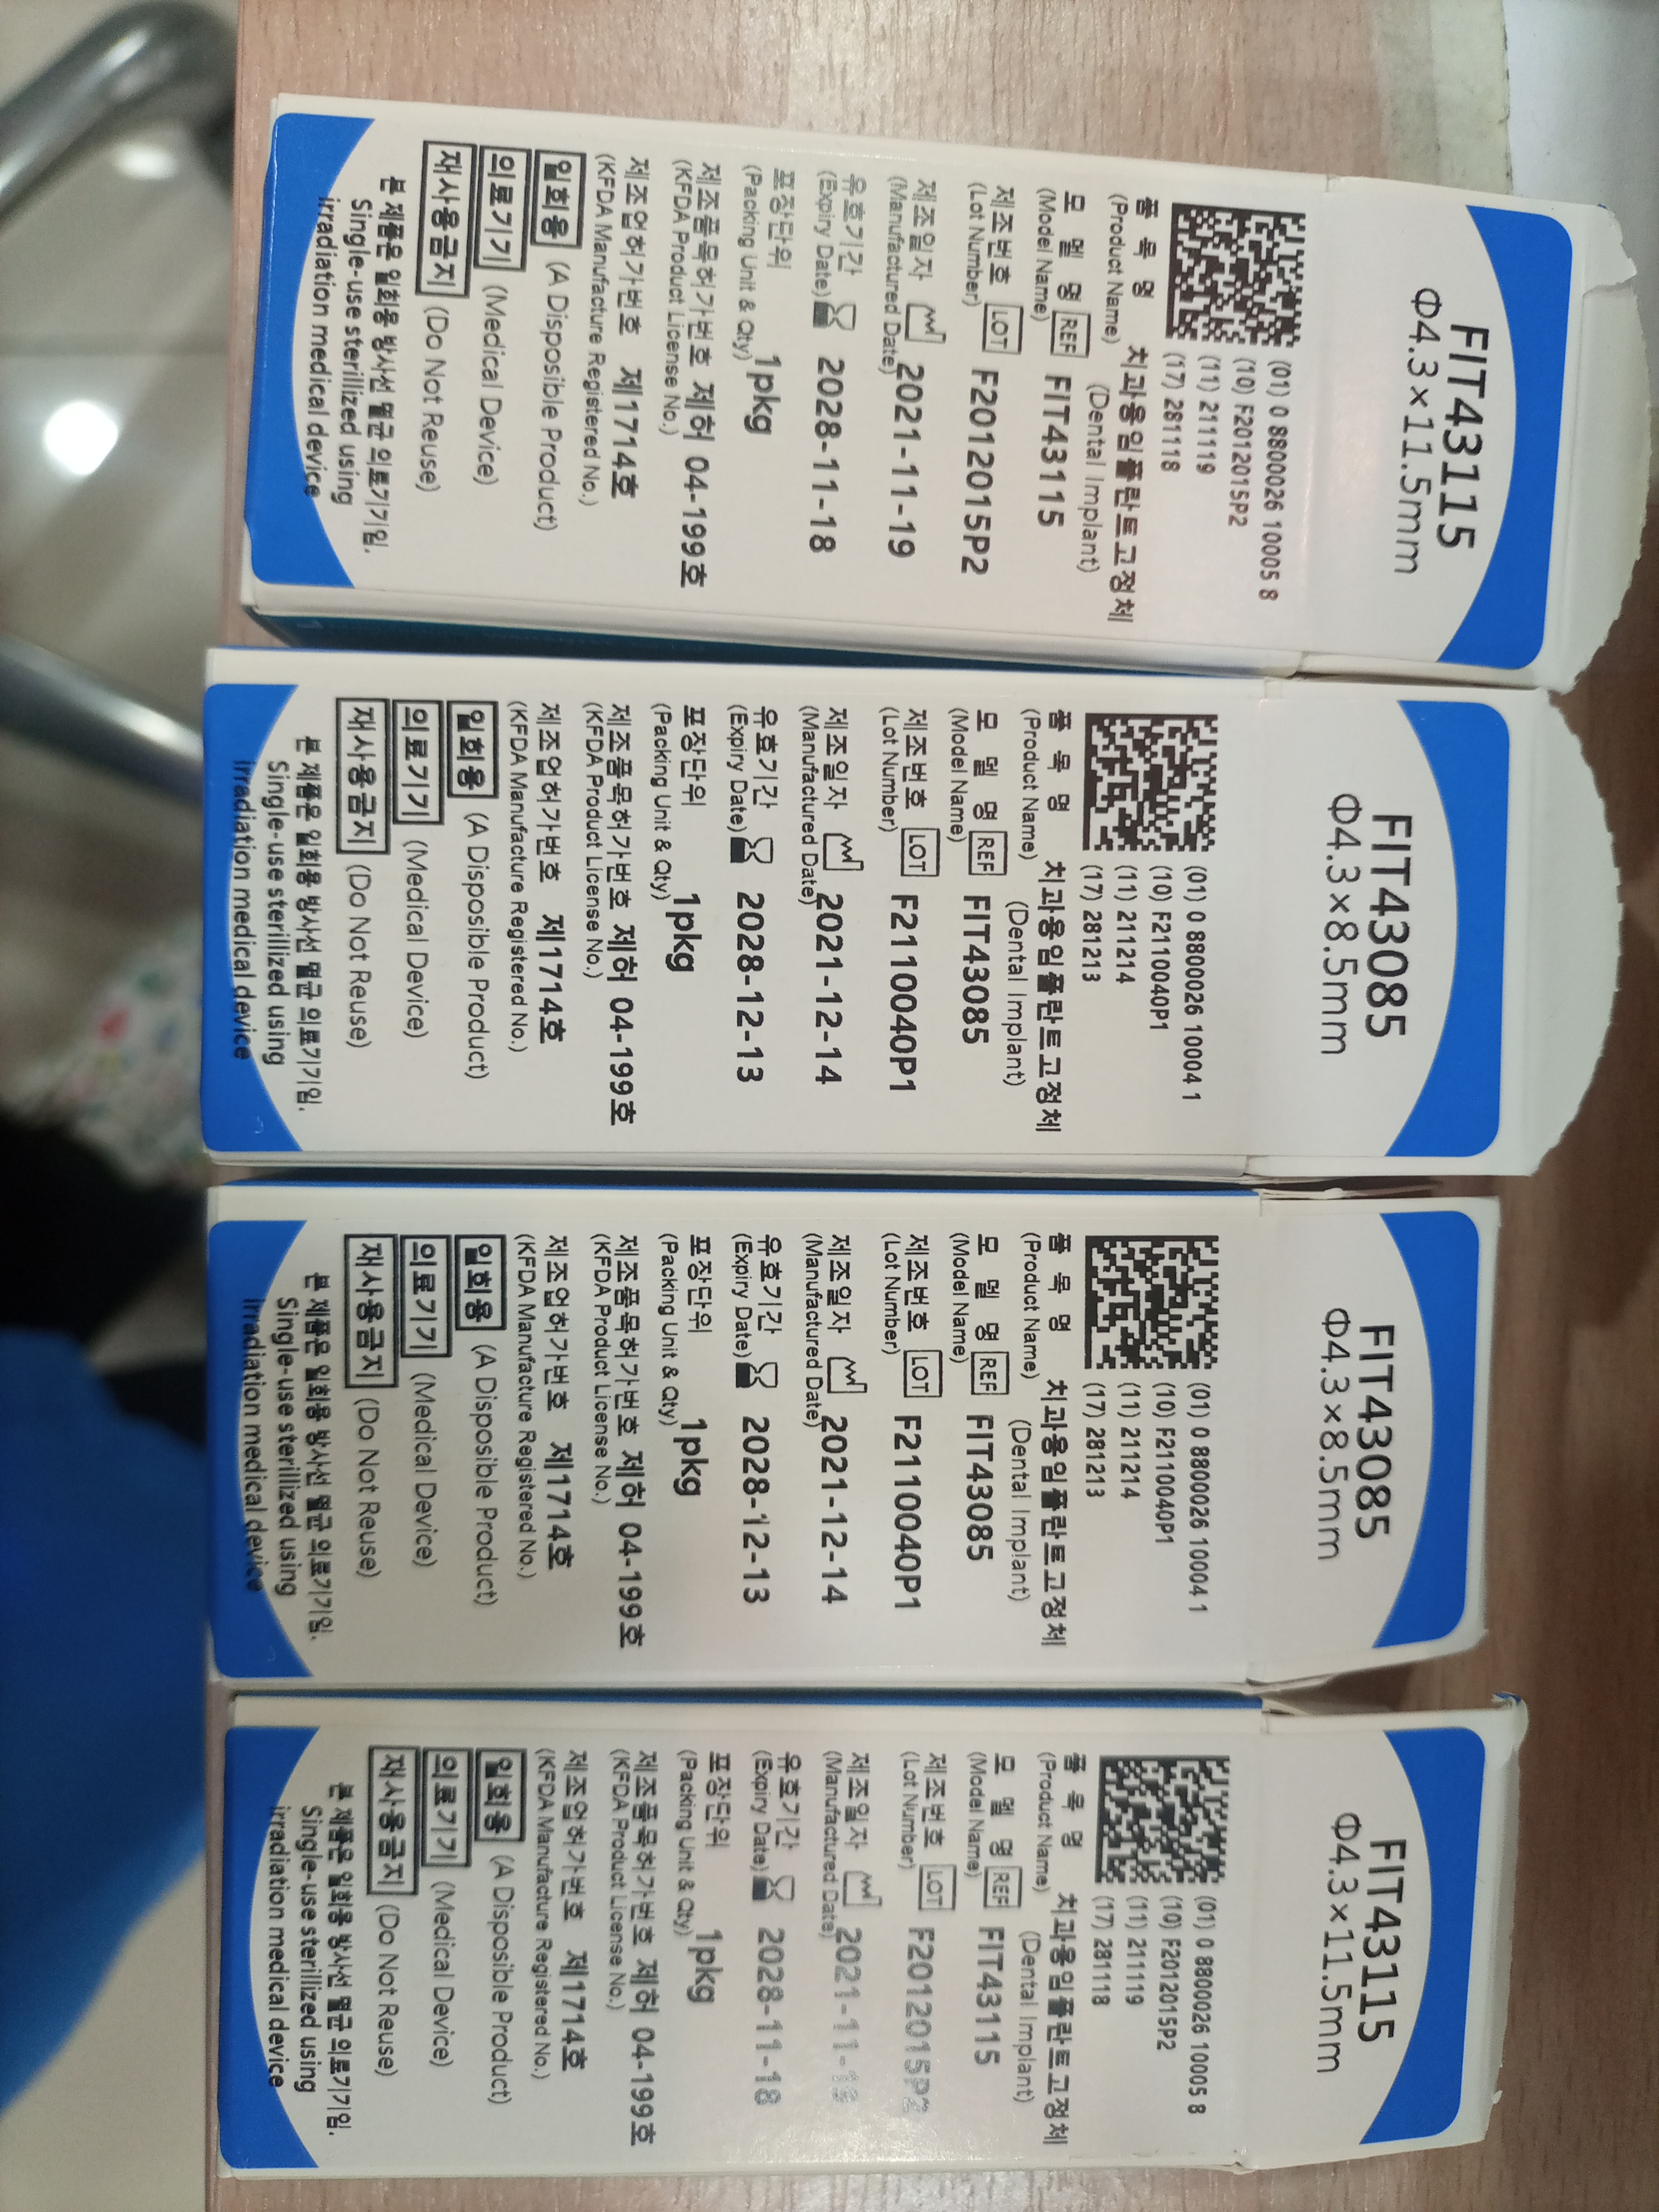 FIT43115
Φ4.3×11.5mm
(01) 0 8800026 10005 8
(10) F2012015P2
(11) 211119
(17) 281118
품 목 명 치과용임플란트고정체
(Product Name) (Dental Implant)
모 델 명 REF FIT43115
(Model Name)
제조번호 LOT F2012015P2
(Lot Number)
제조일자 2021-11-19
(Manufactured Date)
유효기간 2028-11-18
(Expiry Date)
포장단위 1pkg
(Packing Unit & Qty)
제조품목허가번호 제허 04-199호
(KFDA Product License No.)
제조업허가번호 제1714호
(KFDA Manufacture Registered No.)
일회용 (A Disposible Product)
의료기기 (Medical Device)
재사용금지 (Do Not Reuse)
본 제품은 일회용 방사선 멸균 의료기기임.
Single-use sterilized using
irradiation medical device
FIT43085
Φ4.3×8.5mm
(01) 0 8800026 10004 1
(10) F2110040P1
(11) 211214
(17) 281213
품 목 명 치과용임플란트고정체
(Product Name) (Dental Implant)
모 델 명 REF FIT43085
(Model Name)
제조번호 LOT F2110040P1
(Lot Number)
제조일자 2021-12-14
(Manufactured Date)
유효기간 2028-12-13
(Expiry Date)
포장단위 1pkg
(Packing Unit & Qty)
제조품목허가번호 제허 04-199호
(KFDA Product License No.)
제조업허가번호 제1714호
(KFDA Manufacture Registered No.)
일회용 (A Disposible Product)
의료기기 (Medical Device)
재사용금지 (Do Not Reuse)
본 제품은 일회용 방사선 멸균 의료기기임.
Single-use sterilized using
irradiation medical device
FIT43085
Φ4.3×8.5mm
(01) 0 8800026 10004 1
(10) F2110040P1
(11) 211214
(17) 281213
품 목 명 치과용임플란트고정체
(Product Name) (Dental Implant)
모 델 명 REF FIT43085
(Model Name)
제조번호 LOT F2110040P1
(Lot Number)
제조일자 2021-12-14
(Manufactured Date)
유효기간 2028-12-13
(Expiry Date)
포장단위 1pkg
(Packing Unit & Qty)
제조품목허가번호 제허 04-199호
(KFDA Product License No.)
제조업허가번호 제1714호
(KFDA Manufacture Registered No.)
일회용 (A Disposible Product)
의료기기 (Medical Device)
재사용금지 (Do Not Reuse)
본 제품은 일회용 방사선 멸균 의료기기임.
Single-use sterilized using
irradiation medical device
FIT43115
Φ4.3×11.5mm
(01) 0 8800026 10005 8
(10) F2012015P2
(11) 211119
(17) 281118
품 목 명 치과용임플란트고정체
(Product Name) (Dental Implant)
모 델 명 REF FIT43115
(Model Name)
제조번호 LOT F2012015P2
(Lot Number)
제조일자 2021-11-19
(Manufactured Date)
유효기간 2028-11-18
(Expiry Date)
포장단위 1pkg
(Packing Unit & Qty)
제조품목허가번호 제허 04-199호
(KFDA Product License No.)
제조업허가번호 제1714호
(KFDA Manufacture Registered No.)
일회용 (A Disposible Product)
의료기기 (Medical Device)
재사용금지 (Do Not Reuse)
본 제품은 일회용 방사선 멸균 의료기기임.
Single-use sterilized using
irradiation medical device